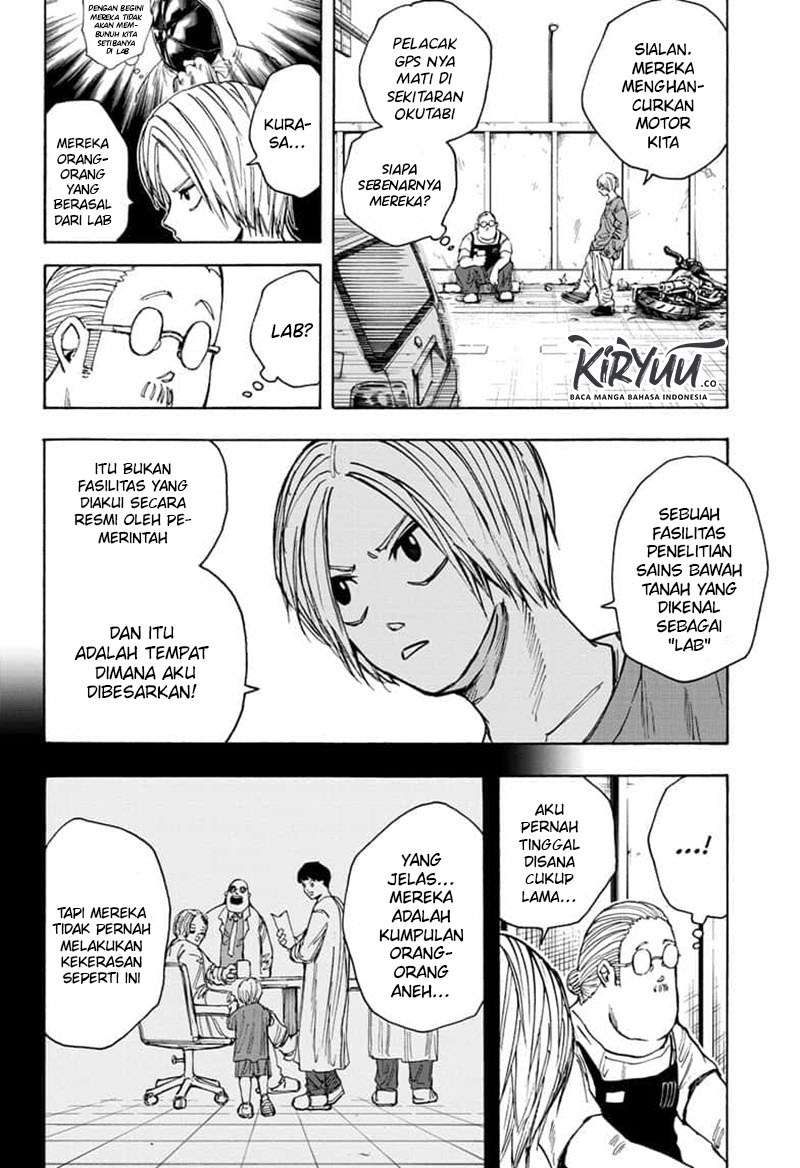 SIALAN.
MEREKA
MENGHAN-
CURKAN
MOTOR
KITA
PELACAK
GPS NYA
MATI DI
SEKITARAN
OKUTABI
SIAPA
SEBENARNYA
MEREKA?
KIRYUU.CO
BACA MANGA BAHASA INDONESIA
DENGAN BEGINI
MEREKA TIDAK
AKAN MEM-
BUNUH KITA
SETIBANYA
DI LAB
KURA-
SA...
MEREKA
ORANG-
ORANG
YANG
BERASAL
DARI LAB
LAB?
SEBUAH
FASILITAS
PENELITIAN
SAINS BAWAH
TANAH YANG
DIKENAL
SEBAGAI
"LAB"
ITU BUKAN
FASILITAS YANG
DIAKUI SECARA
RESMI OLEH PE-
MERINTAH
DAN ITU
ADALAH TEMPAT
DIMANA AKU
DIBESARKAN!
....!
AKU
PERNAH
TINGGAL
DISANA
CUKUP
LAMA...
YANG
JELAS...
MEREKA
ADALAH
KUMPULAN
ORANG-
ORANG
ANEH...
TAPI MEREKA
TIDAK PERNAH
MELAKUKAN
KEKERASAN
SEPERTI INI